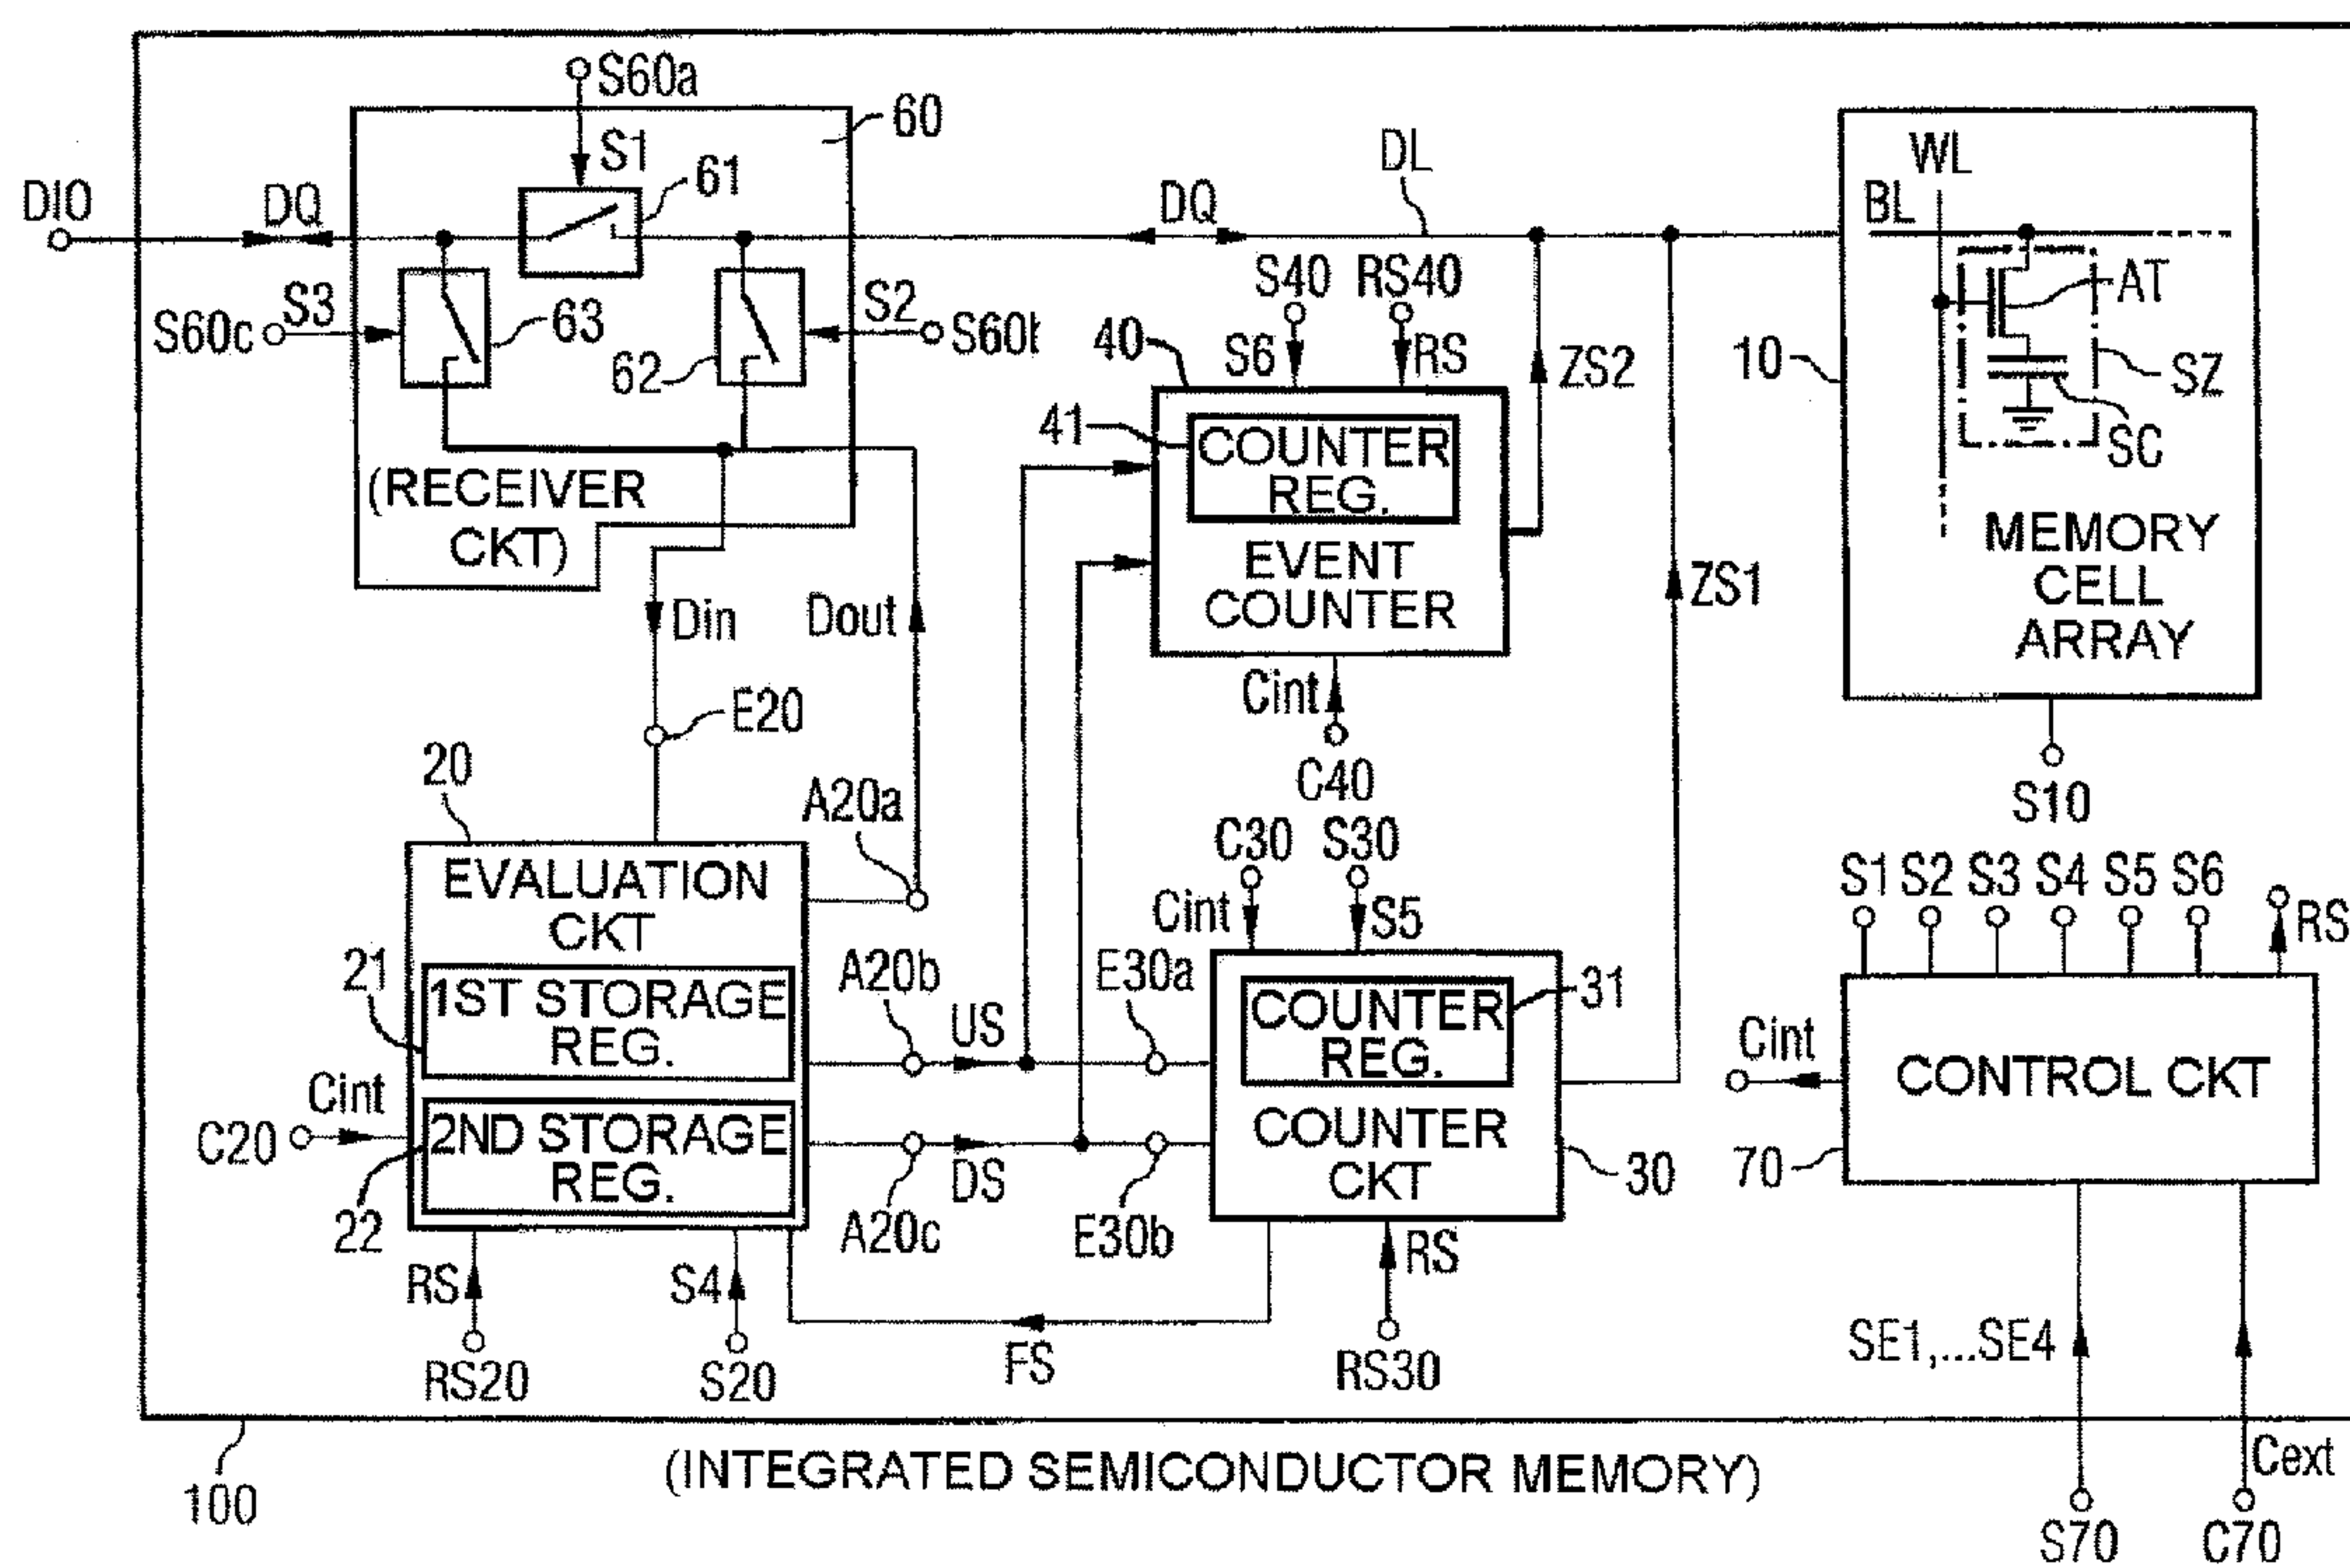 S60a
60
S1
61
DIO
DQ
S3
S60c
63
S2
62
(RECEIVER
CKT)
DQ
DL
S40
RS40
S6
RS
40
41
COUNTER
REG.
EVENT
COUNTER
ZS2
ZS1
Cint
C40
WL
BL
AT
SZ
SC
10
MEMORY
CELL
ARRAY
S10
Din
Dout
E20
20
A20a
EVALUATION
CKT
21
1ST STORAGE
REG.
22
2ND STORAGE
REG.
Cint
C20
RS
RS20
S4
S20
A20b
US
E30a
A20c
DS
E30b
FS
C30
S30
Cint
S5
31
COUNTER
REG.
COUNTER
CKT
30
RS
RS30
S1 S2 S3 S4 S5 S6
RS
Cint
CONTROL CKT
70
SE1,...SE4
Cext
S70
C70
100
(INTEGRATED SEMICONDUCTOR MEMORY)